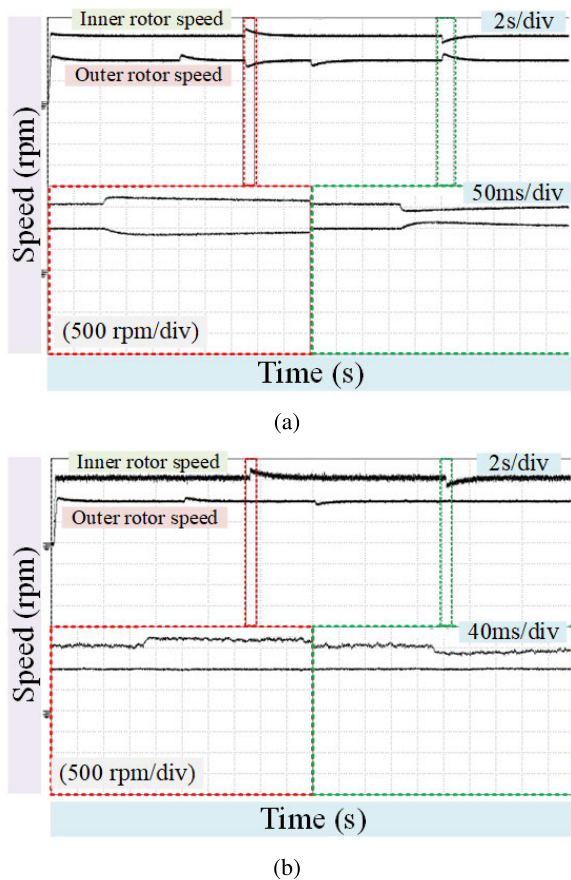 Inner rotor speed
2s/div
Outer rotor speed
Speed (rpm)
50ms/div
(500 rpm/div)
Time (s)
(a)
Inner rotor speed
2s/div
Outer rotor speed
Speed (rpm)
40ms/div
(500 rpm/div)
Time (s)
(b)